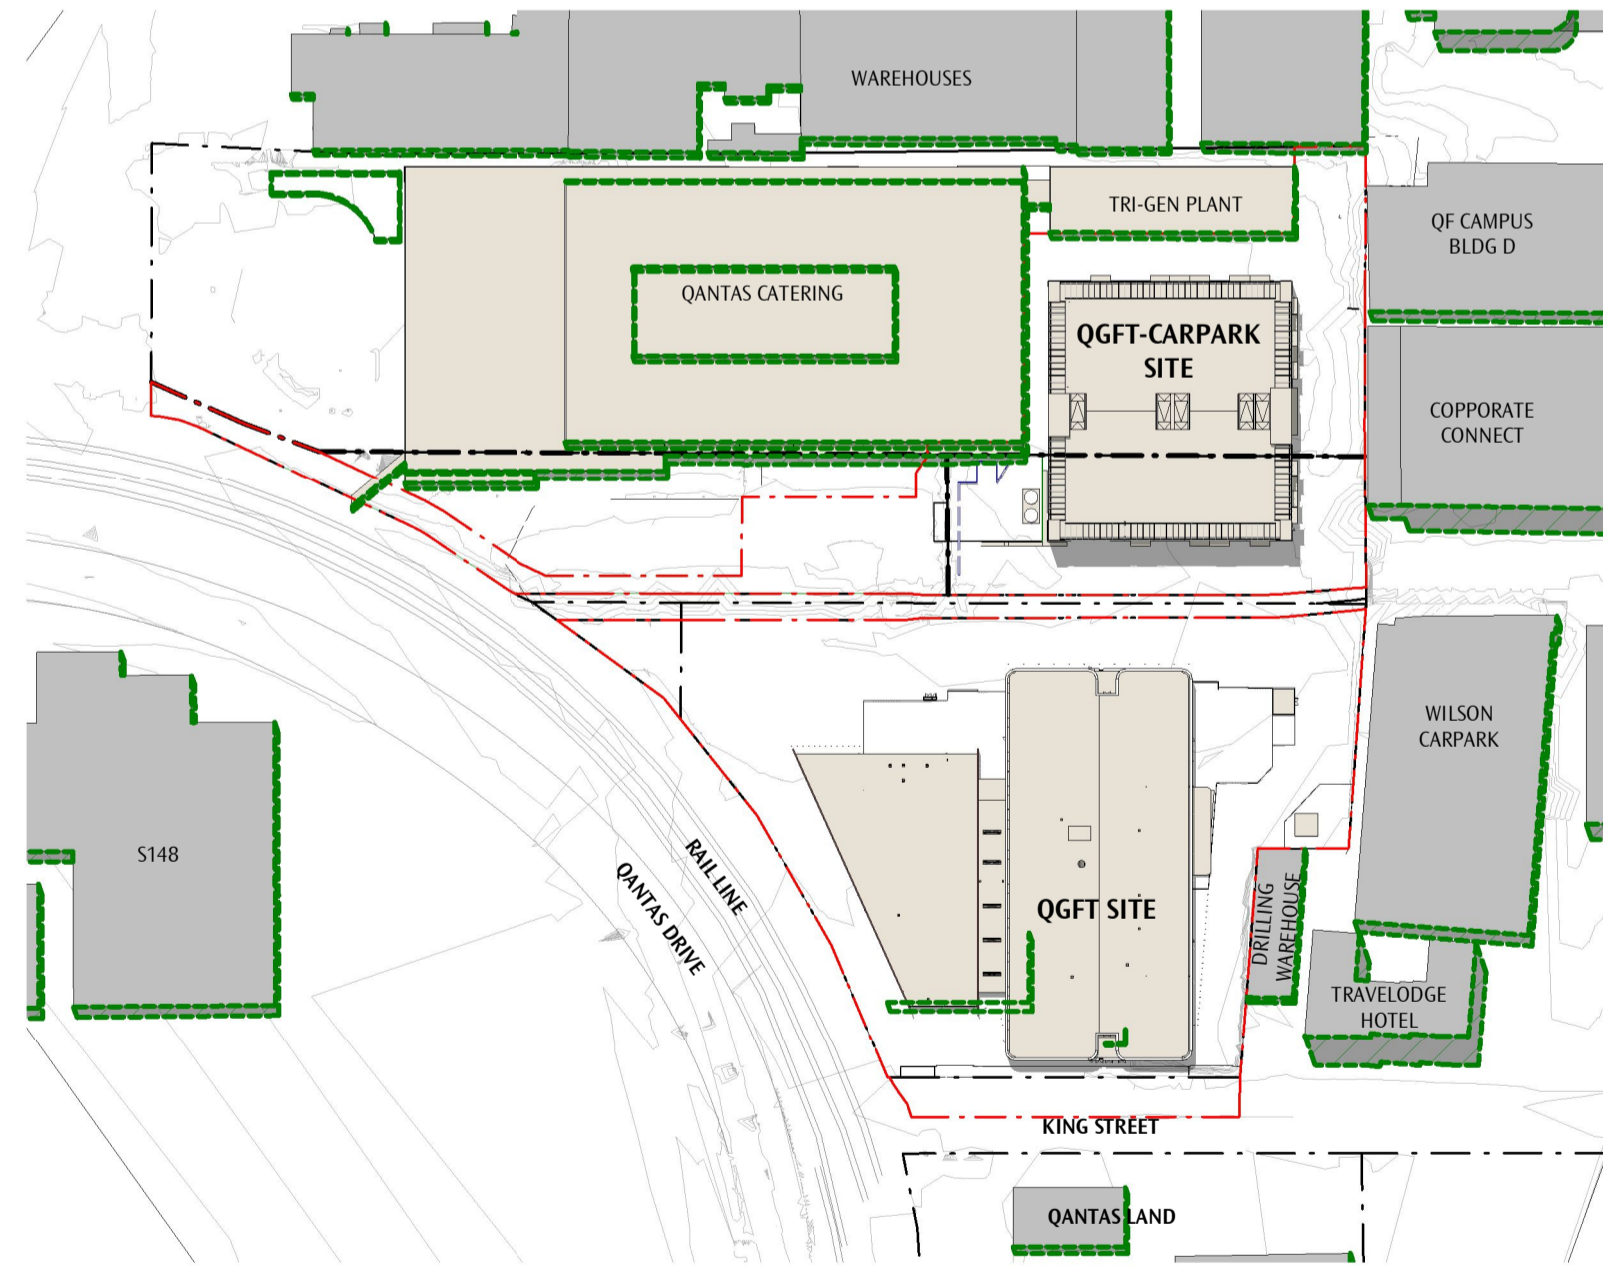 WAREHOUSES
TRI-GEN PLANT
QF CAMPUS
BLDG D
QANTAS CATERING
QGFT-CARPARK
SITE
COPPORATE
CONNECT
WILSON
CARPARK
S148
RAIL LINE
QANTAS DRIVE
QGFT SITE
DRILLING
WAREHOUSE
TRAVELODGE
HOTEL
KING STREET
QANTAS LAND